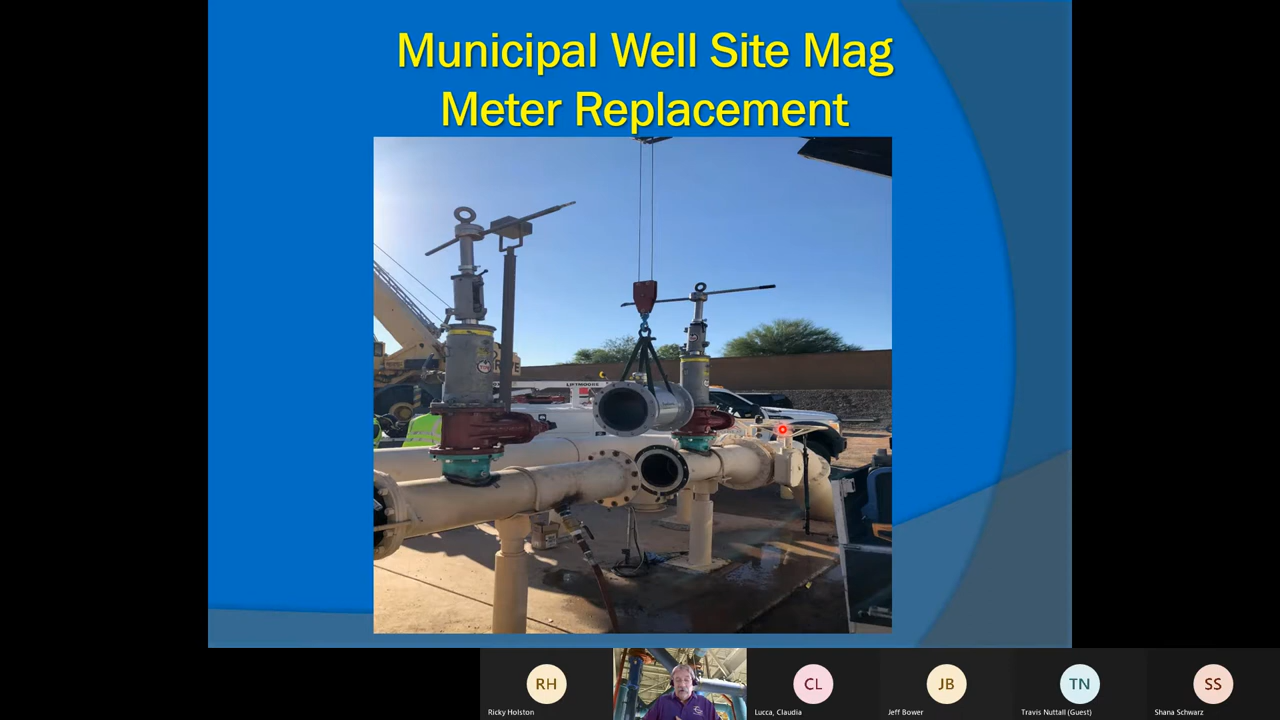 Municipal Well Site Mag
Meter Replacement
LIFTMOORE
RH
CL
JB
TN
SS
Ricky Holston
Lucca, Claudia
Jeff Bower
Travis Nuttall (Guest)
Shana Schwarz